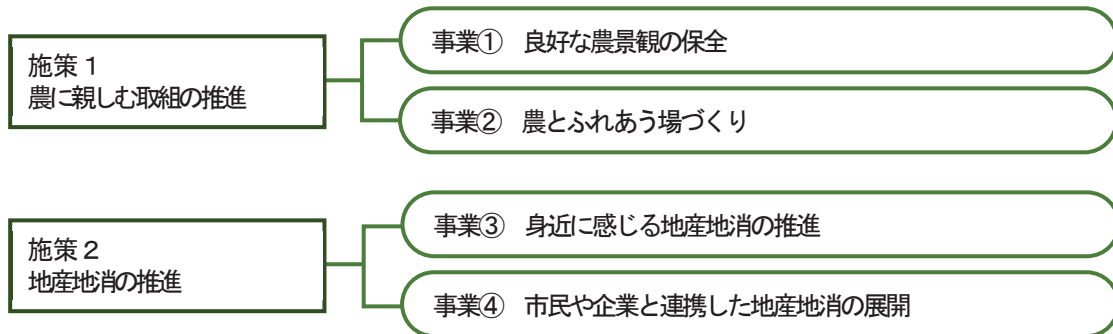 施策１
農に親しむ取組の推進
事業① 良好な農景観の保全
事業② 農とふれあう場づくり
施策２
地産地消の推進
事業③ 身近に感じる地産地消の推進
事業④ 市民や企業と連携した地産地消の展開